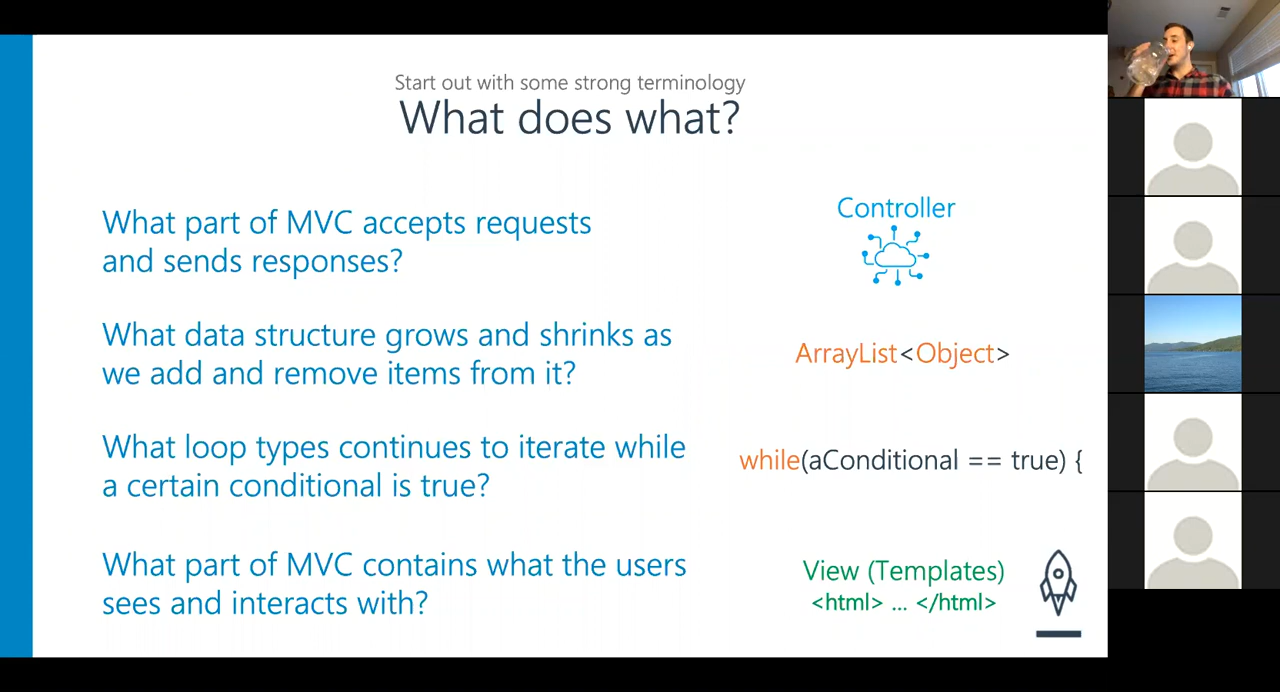 Start out with some strong terminology
What does what?
What part of MVC accepts requests
and sends responses?
Controller
What data structure grows and shrinks as
we add and remove items from it?
ArrayList<Object>
What loop types continues to iterate while
a certain conditional is true?
while(aConditional == true) {
What part of MVC contains what the users
sees and interacts with?
View (Templates)
<html> ... </html>